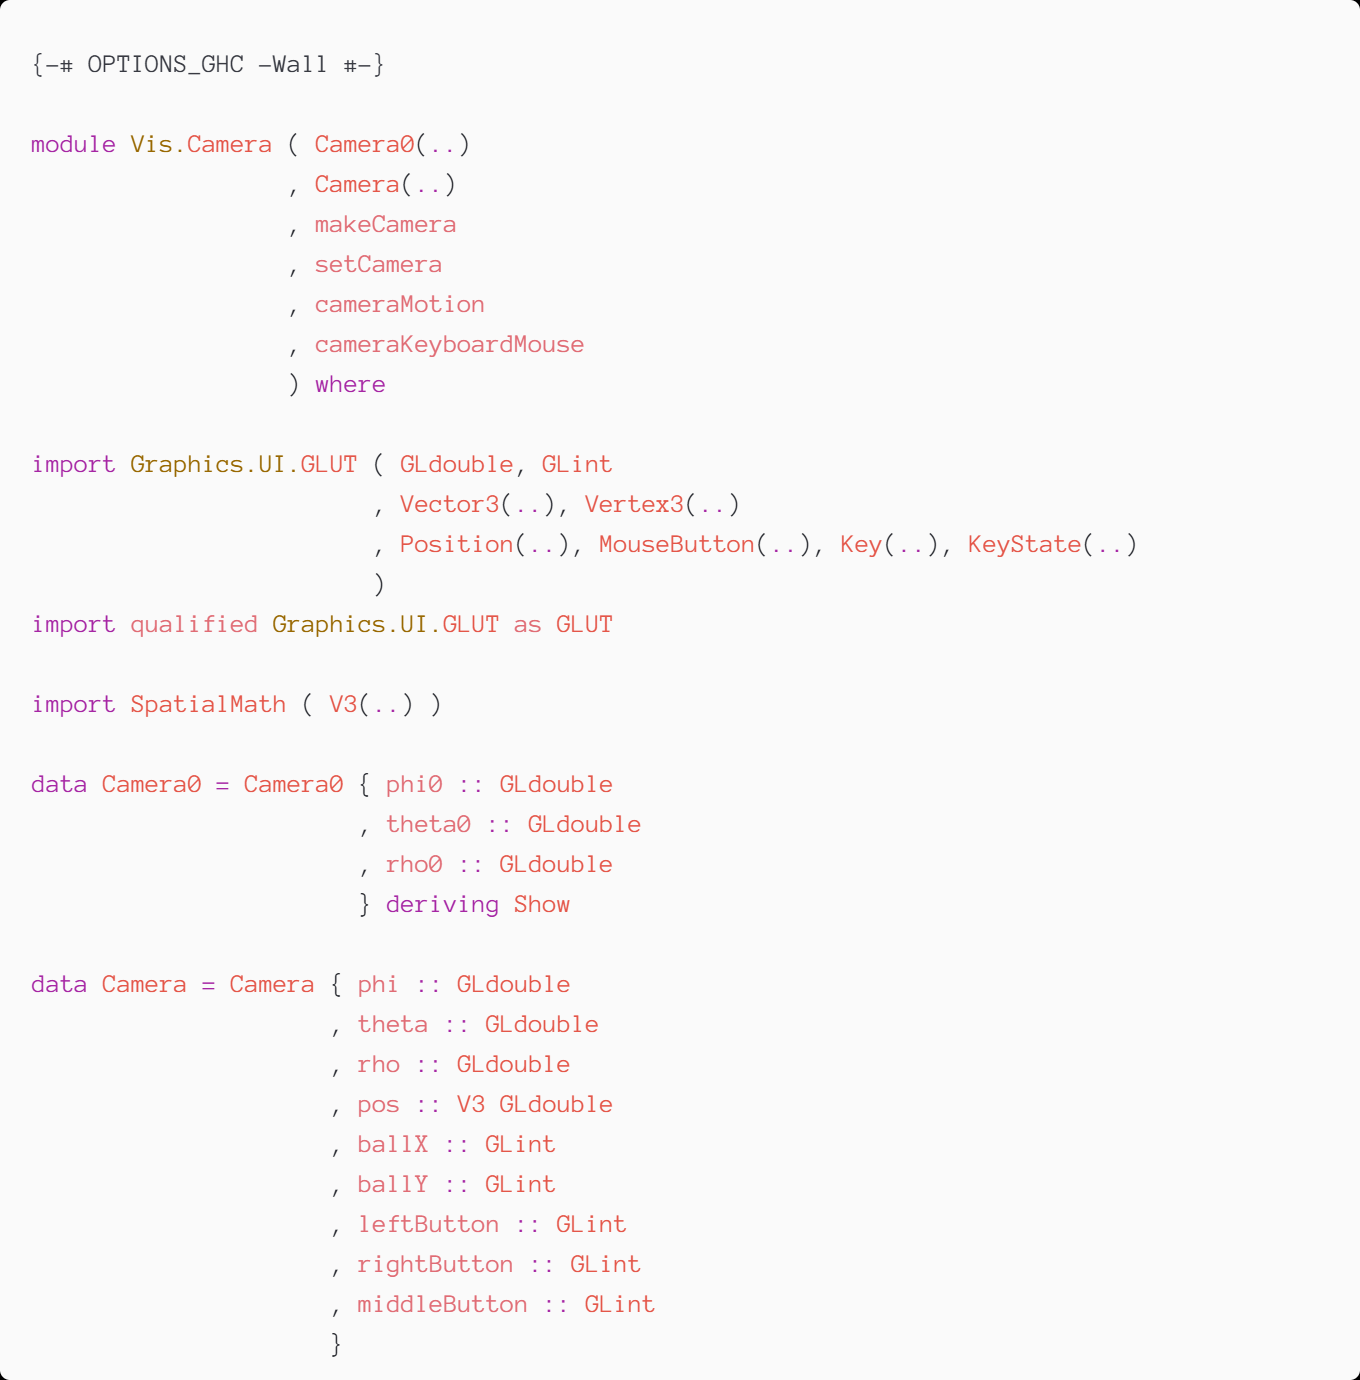 {-# OPTIONS_GHC -Wall #-}

module Vis.Camera ( Camera0(..)
                  , Camera(..)
                  , makeCamera
                  , setCamera
                  , cameraMotion
                  , cameraKeyboardMouse
                  ) where

import Graphics.UI.GLUT ( GLdouble, GLint
                        , Vector3(..), Vertex3(..)
                        , Position(..), MouseButton(..), Key(..), KeyState(..)
                        )
import qualified Graphics.UI.GLUT as GLUT

import SpatialMath ( V3(..) )

data Camera0 = Camera0 { phi0 :: GLdouble
                       , theta0 :: GLdouble
                       , rho0 :: GLdouble
                       } deriving Show

data Camera = Camera { phi :: GLdouble
                     , theta :: GLdouble
                     , rho :: GLdouble
                     , pos :: V3 GLdouble
                     , ballX :: GLint
                     , ballY :: GLint
                     , leftButton :: GLint
                     , rightButton :: GLint
                     , middleButton :: GLint
                     }